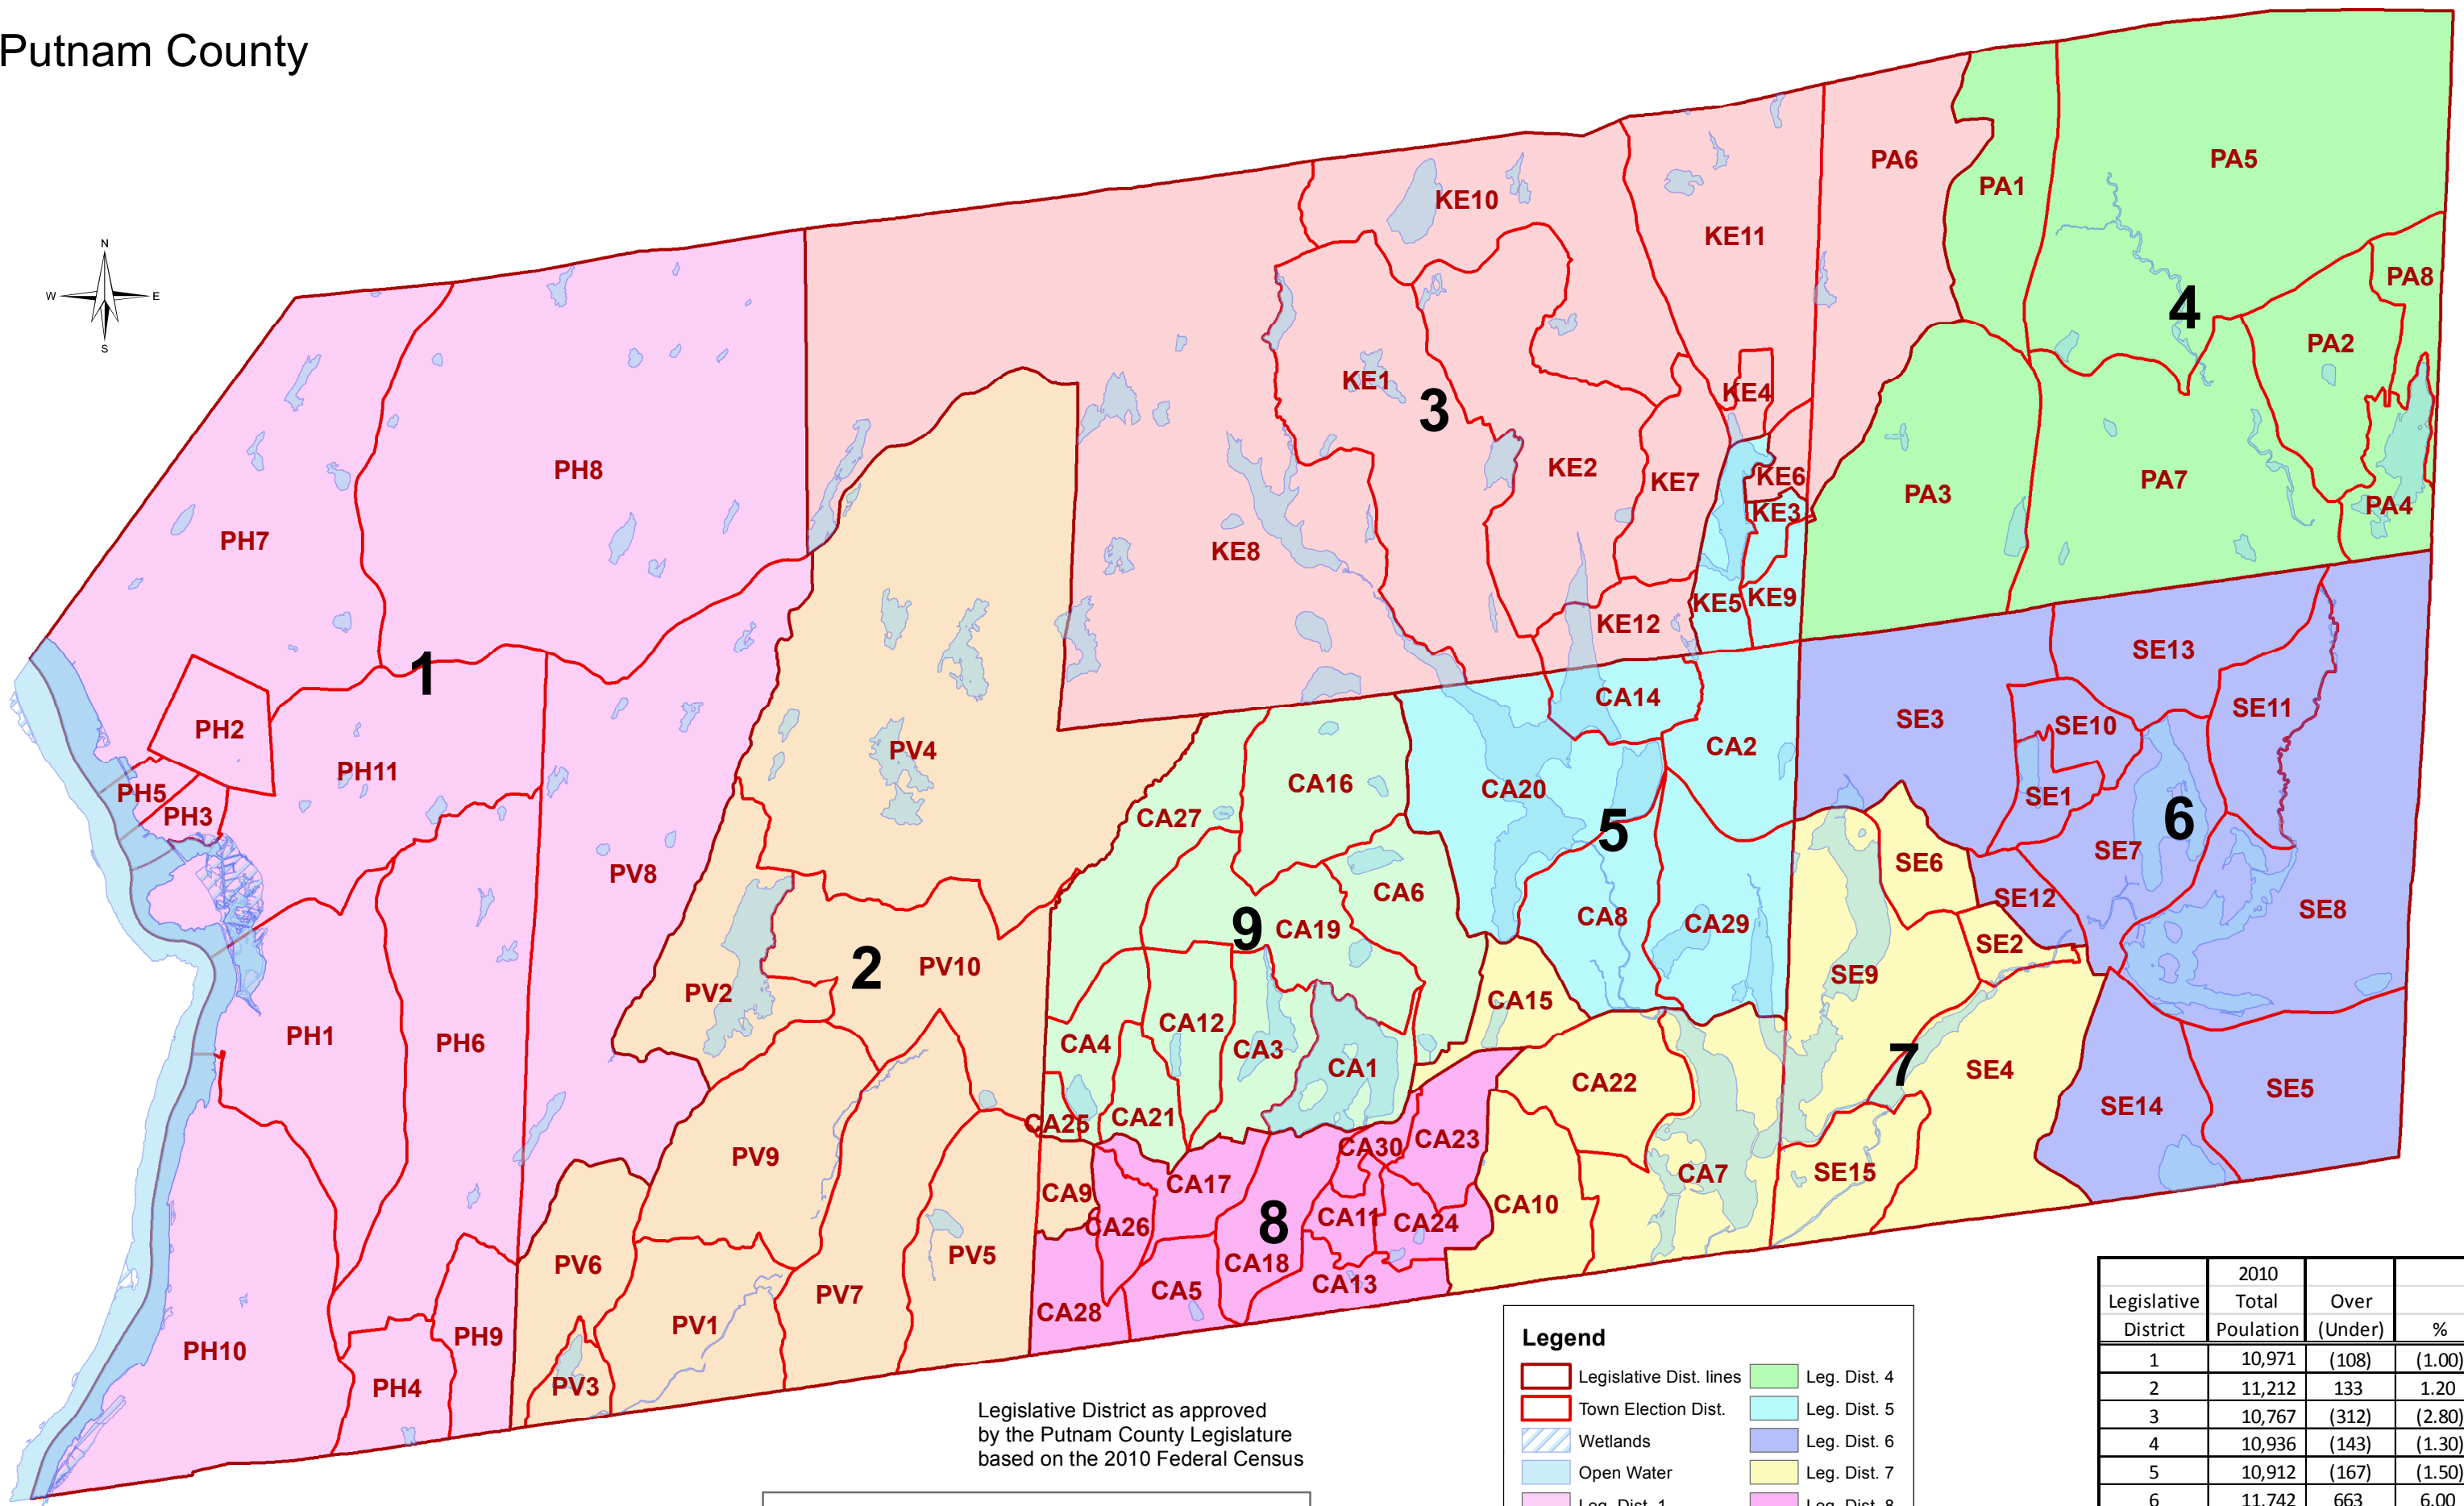 Putnam County
N
W E
S
PA6
PA5
PA1
KE10
KE11
PA8
4
PA2
KE1
3
KE4
PH8
KE2
KE7
KE6
PA7
PA3
PA4
KE3
PH7
KE8
KE5
KE9
KE12
SE13
1
CA14
SE11
SE3
SE10
PH2
PV4
CA2
PH11
CA16
CA20
PH5
SE1
PH3
CA27
5
6
SE7
PV8
SE6
CA6
SE12
CA8
CA29
SE8
9
CA19
SE2
2
PV10
SE9
PV2
CA15
CA12
PH1
PH6
CA4
CA3
CA1
7
SE4
CA22
SE5
SE14
CA21
CA25
CA30
CA23
PV9
CA7
SE15
CA17
CA9
CA10
8
CA11
CA24
CA26
PV5
PV6
CA18
CA13
CA5
PV7
CA28
PV1
PH9
PH10
PH4
PV3
Legislative District as approved
by the Putnam County Legislature
based on the 2010 Federal Census
Legend
Legislative Dist. lines Leg. Dist. 4
Town Election Dist. Leg. Dist. 5
Wetlands Leg. Dist. 6
Open Water Leg. Dist. 7
Leg. Dist. 1 Leg. Dist. 8
2010
Legislative Total Over
District Poulation (Under) %
1 10,971 (108) (1.00)
2 11,212 133 1.20
3 10,767 (312) (2.80)
4 10,936 (143) (1.30)
5 10,912 (167) (1.50)
6 11,742 663 6.00